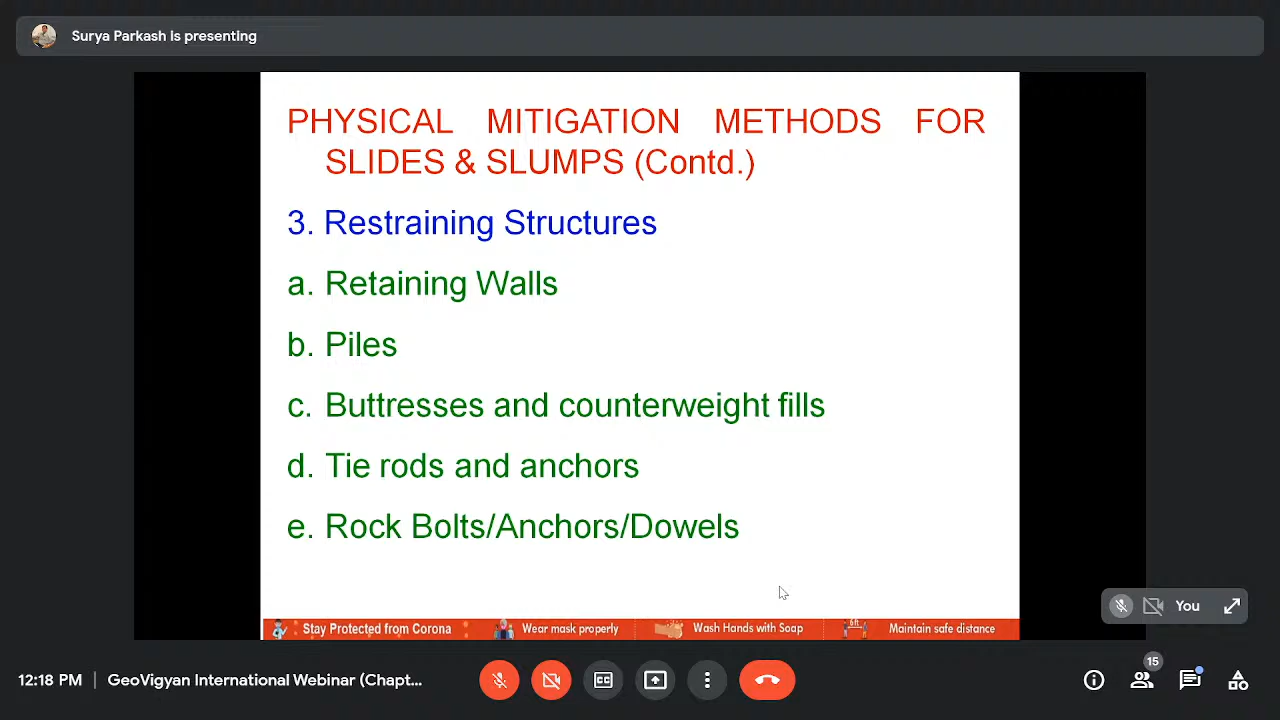 Surya Parkash is presenting
PHYSICAL MITIGATION METHODS FOR
SLIDES & SLUMPS (Contd.)
3. Restraining Structures
a. Retaining Walls
b. Piles
c. Buttresses and counterweight fills
d. Tie rods and anchors
e. Rock Bolts/Anchors/Dowels
You
Stay Protected from Corona
Wear mask properly
Wash Hands with Soap
6ft
Maintain safe distance
12:18 PM | GeoVigyan International Webinar (Chapt...
15